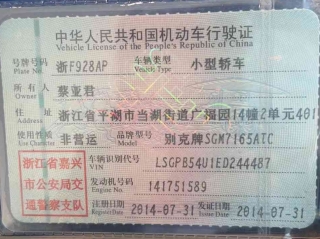 中华人民共和国机动车行驶证
Vehicle License of the People's Republic of China
号牌号码 浙F928AP 车辆类型 小型轿车
Plate No. Vehicle Type
所有人 蔡亚君
Owner
住址 浙江省平湖市当湖街道广福园14幢2单元401
Address
使用性质 非营运 品牌型号 别克牌SGM7165ATC
Use Character Model
浙江省嘉兴 车辆识别代号 LSGPB54U1ED244487
VIN
市公安局交 发动机号码 141751589
Engine No.
通警察支队 注册日期 2014-07-31 发证日期 2014-07-31
Register Date Issue Date